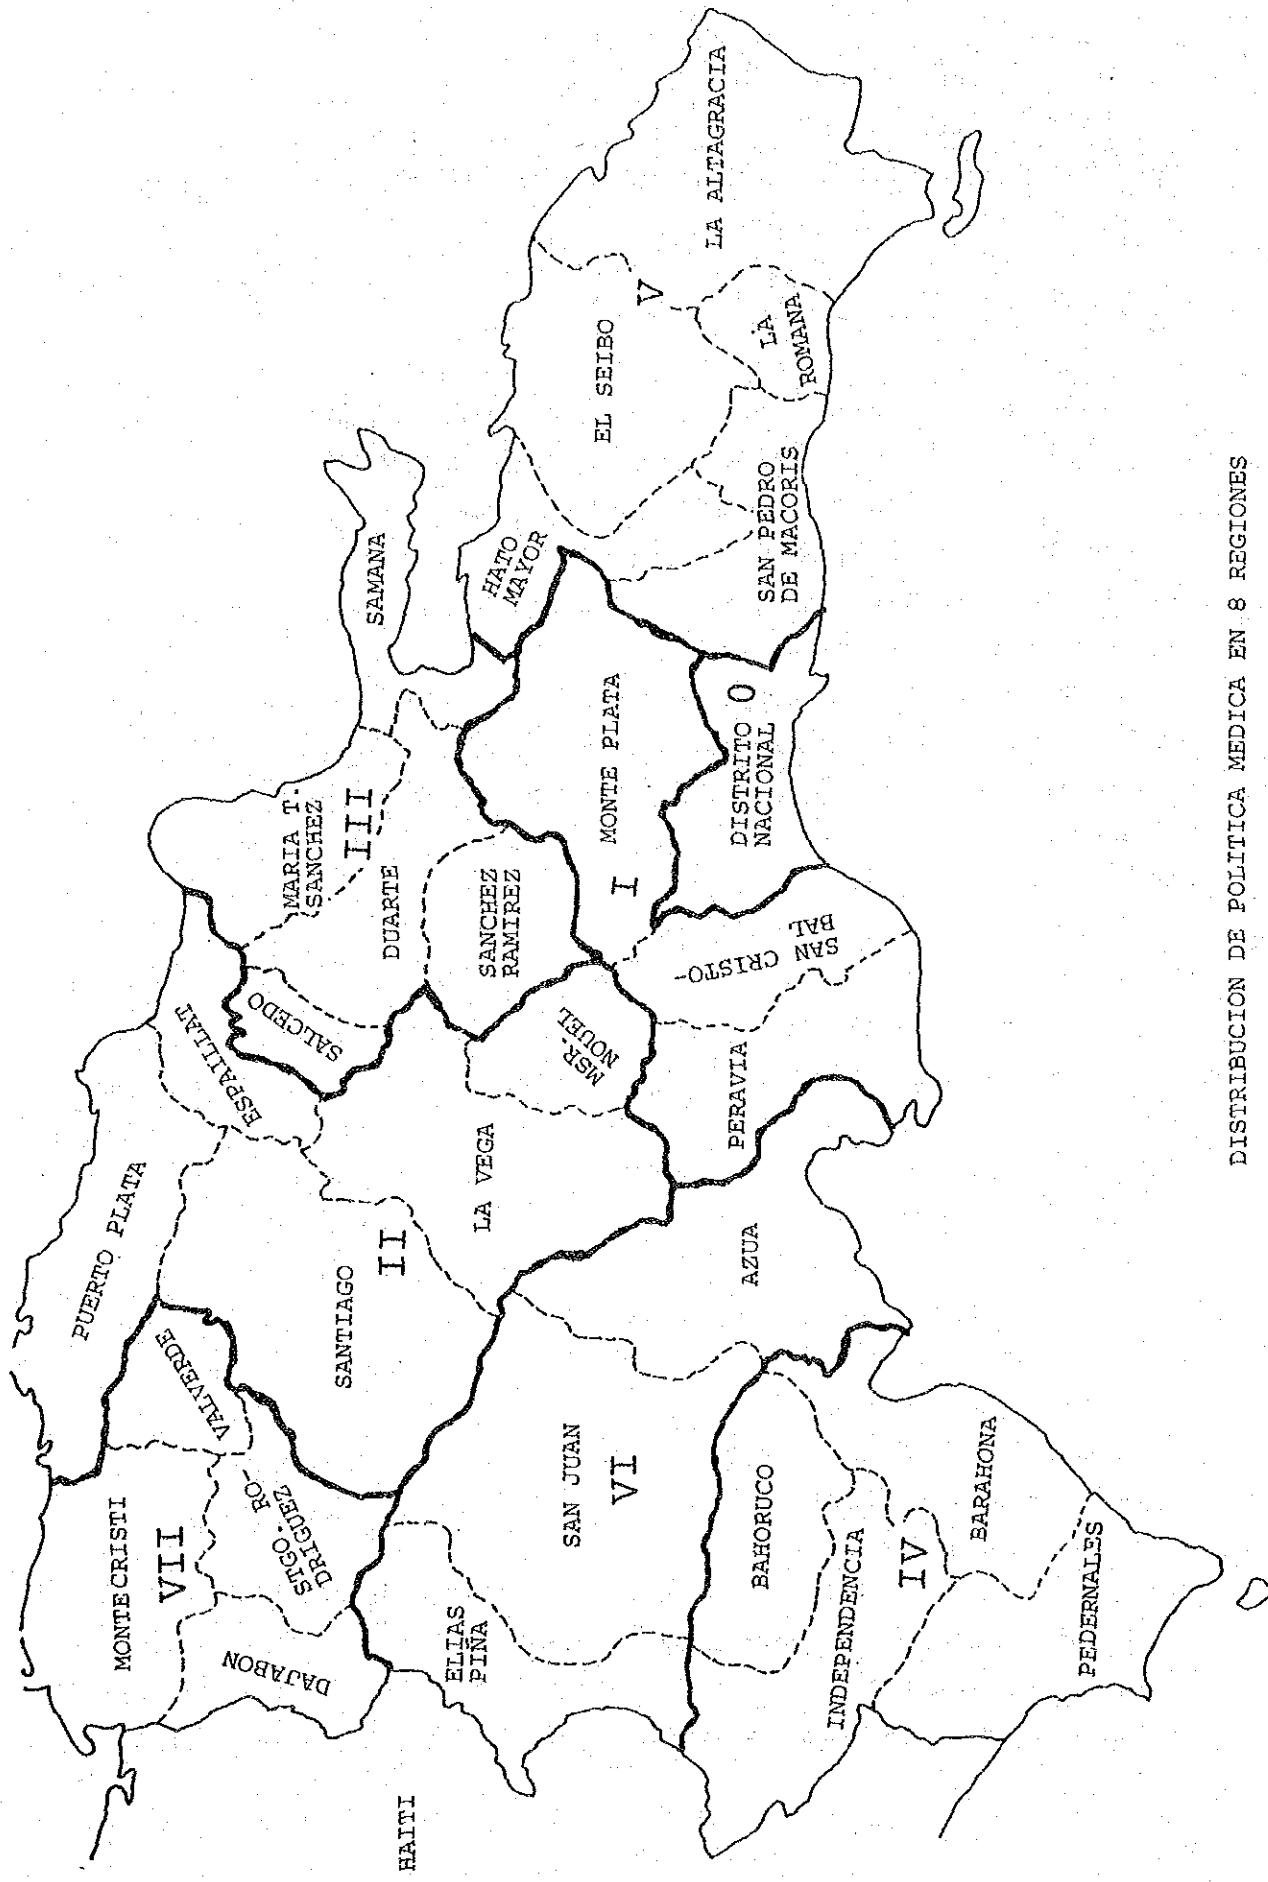 PUERTO PLATA
MONTECRISTI
VII
VALVERDE
ESPAILLAT
MARIA T.
SANCHEZ
III
SALCEDO
SAMANA
DAJABON
STGO. RO-
DRIGUEZ
SANTIAGO
II
DUARTE
HAITI
ELIAS
PIÑA
LA VEGA
SANCHEZ
RAMIREZ
HATO
MAYOR
MSR.
NOUEL
SAN JUAN
VI
MONTE PLATA
I
EL SEIBO
V
LA ALTAGRACIA
LA
ROMANA
SAN PEDRO
DE MACORIS
DISTRITO
NACIONAL
O
SAN CRISTO-
BAL
PERAVIA
AZUA
BAHORUCO
INDEPENDENCIA
IV
BARAHONA
PEDERNALES
DISTRIBUCION DE POLITICA MEDICA EN 8 REGIONES